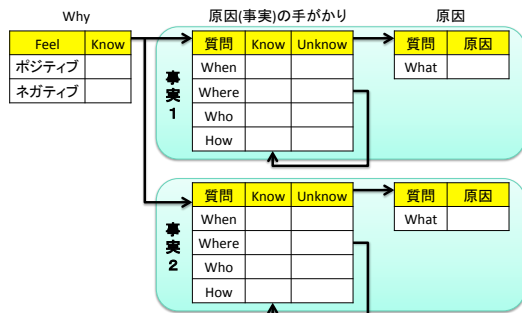 Why 原因(事実)の手がかり 原因
Feel Know
ポジティブ
ネガティブ
事実1
質問 Know Unknow
When
Where
Who
How
質問 原因
What
事実2
質問 Know Unknow
When
Where
Who
How
質問 原因
What